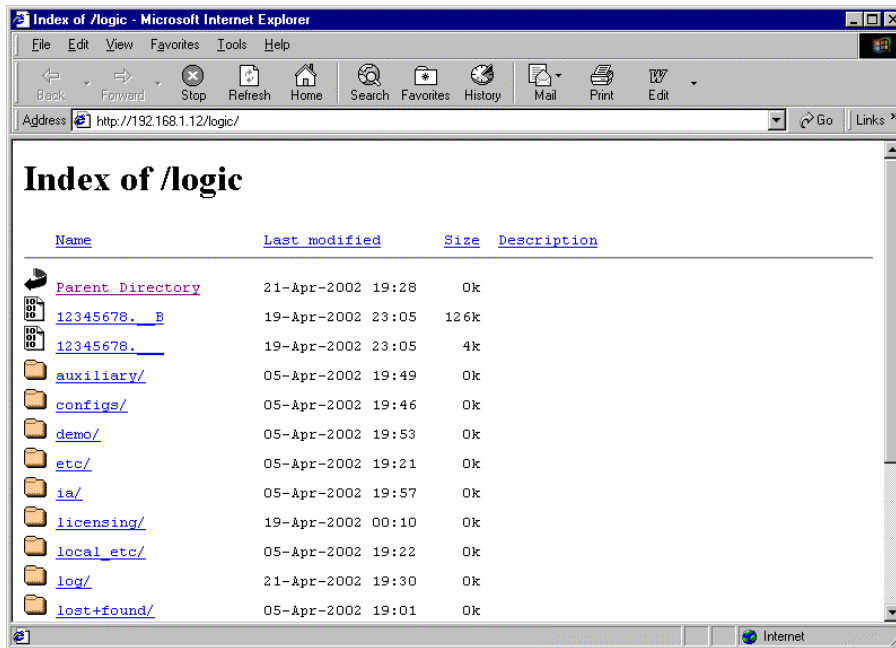 Index of /logic - Microsoft Internet Explorer
File Edit View Favorites Tools Help
Back Forward Stop Refresh Home Search Favorites History Mail Print Edit
Address http://192.168.1.12/logic/ Go Links »
Index of /logic
Name Last modified Size Description
Parent Directory 21-Apr-2002 19:28 0k
12345678.__B 19-Apr-2002 23:05 126k
12345678.___ 19-Apr-2002 23:05 4k
auxiliary/ 05-Apr-2002 19:49 0k
configs/ 05-Apr-2002 19:46 0k
demo/ 05-Apr-2002 19:53 0k
etc/ 05-Apr-2002 19:21 0k
ia/ 05-Apr-2002 19:57 0k
licensing/ 19-Apr-2002 00:10 0k
local_etc/ 05-Apr-2002 19:22 0k
log/ 21-Apr-2002 19:30 0k
lost+found/ 05-Apr-2002 19:01 0k
Internet